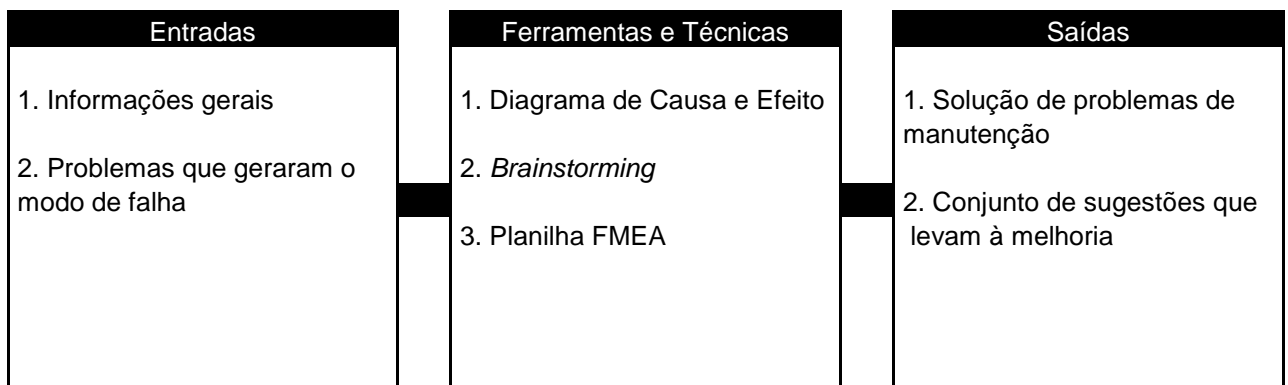 Entradas
1. Informações gerais
2. Problemas que geraram o
modo de falha
Ferramentas e Técnicas
1. Diagrama de Causa e Efeito
2. Brainstorming
3. Planilha FMEA
Saídas
1. Solução de problemas de
manutenção
2. Conjunto de sugestões que
levam à melhoria